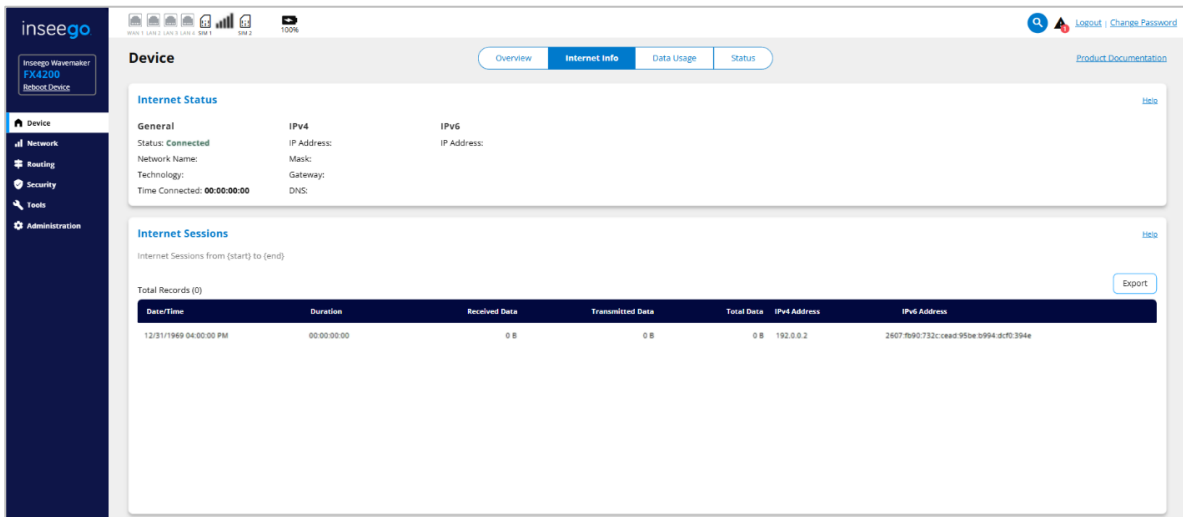 inseego
WAN 1 LAN 2 LAN 3 LAN 4 SIM 1 SIM 2 100%
1
Logout | Change Password
Inseego Wavemaker
FX4200
Reboot Device
Device
Overview Internet Info Data Usage Status
Product Documentation
Device
Network
Routing
Security
Tools
Administration
Internet Status Help
General IPv4 IPv6
Status: Connected IP Address: IP Address:
Network Name: Mask:
Technology: Gateway:
Time Connected: 00:00:00:00 DNS:
Internet Sessions Help
Internet Sessions from {start} to {end}
Total Records (0) Export
Date/Time Duration Received Data Transmitted Data Total Data IPv4 Address IPv6 Address
12/31/1969 04:00:00 PM 00:00:00:00 0 B 0 B 0 B 192.0.0.2 2607:fb90:732c:cead:95be:b994:dcf0:394e